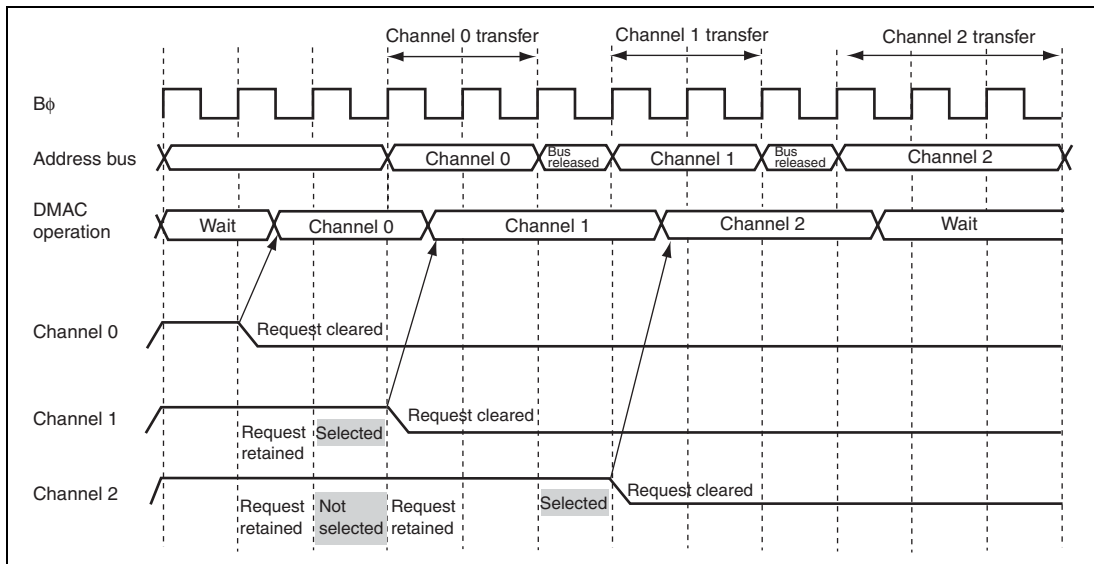 Channel 0 transfer Channel 1 transfer Channel 2 transfer
Bϕ
Address bus Channel 0 Bus released Channel 1 Bus released Channel 2
DMAC operation Wait Channel 0 Channel 1 Channel 2 Wait
Channel 0 Request cleared
Channel 1 Request cleared
Request retained Selected
Channel 2 Request cleared
Request retained Not selected Request retained Selected